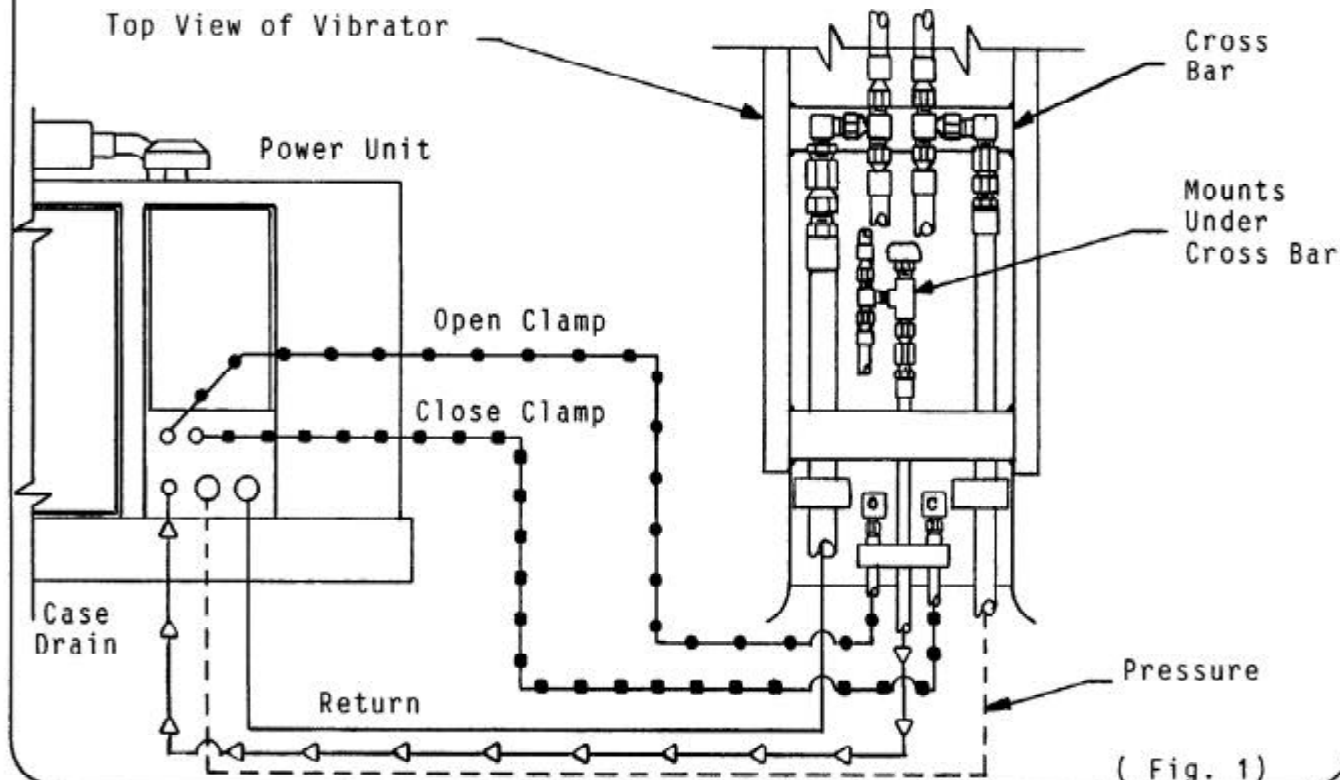 Top View of Vibrator
Cross
Bar
Power Unit
Mounts
Under
Cross Bar
Open Clamp
Close Clamp
O C
Case
Drain
Pressure
Return
( Fig. 1)